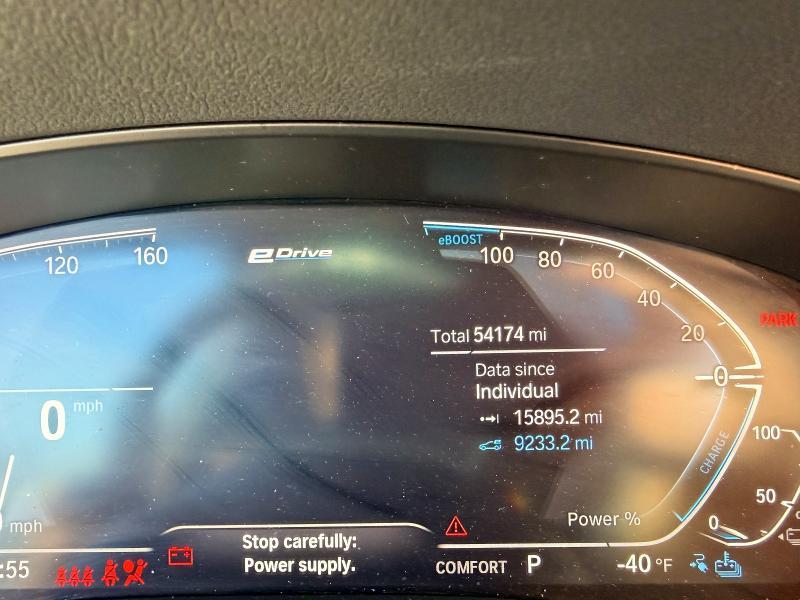 120
160
eDrive
eBOOST
100
80
60
40
20
0
PARK
Total 54174 mi
Data since
Individual
15895.2 mi
9233.2 mi
0 mph
CHARGE
100
50
0
mph
Power %
Stop carefully:
Power supply.
:55
COMFORT P -40 °F